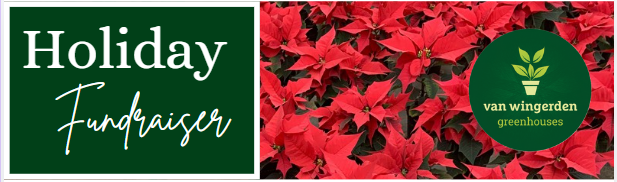 Holiday
Fundraiser
van wingerden
greenhouses